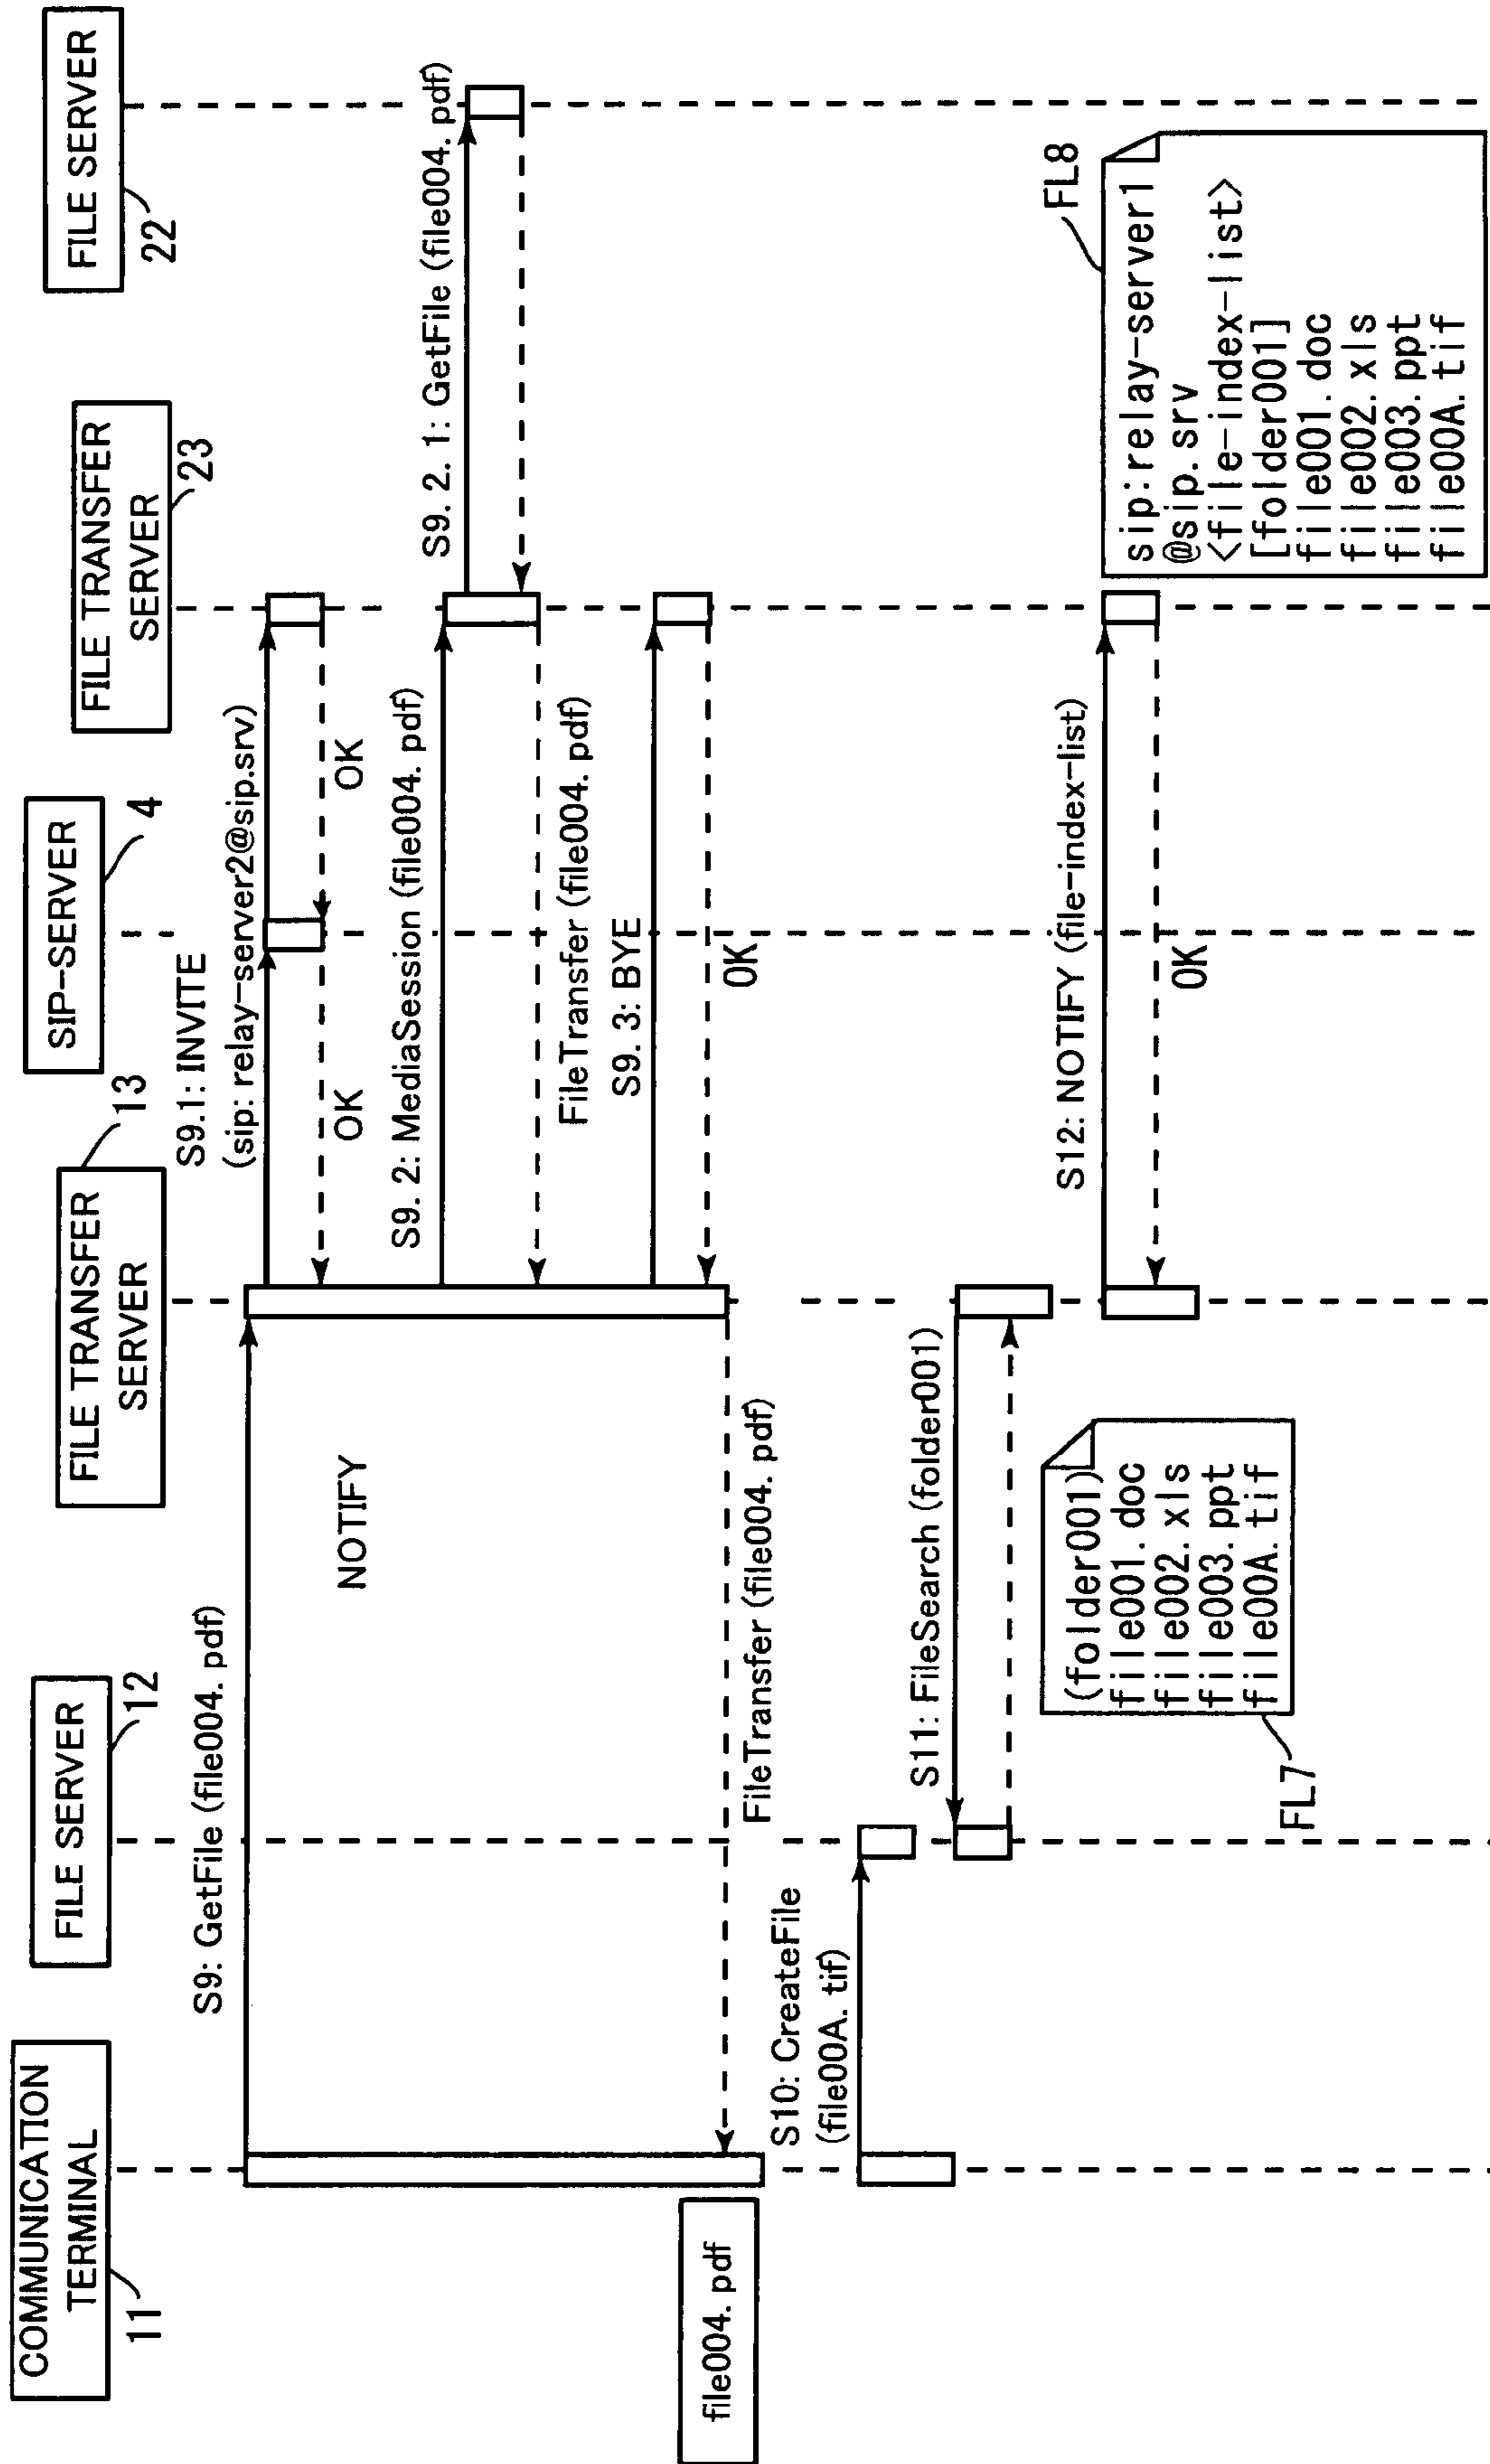 COMMUNICATION
TERMINAL
11
FILE SERVER
12
FILE TRANSFER
SERVER
13
SIP-SERVER
4
FILE TRANSFER
SERVER
23
FILE SERVER
22
S9: GetFile (file004. pdf)
S9.1: INVITE
(sip: relay-server2@sip.srv)
NOTIFY
OK
OK
S9. 2: MediaSession (file004. pdf)
S9. 2. 1: GetFile (file004. pdf)
FileTransfer (file004. pdf)
S9. 3: BYE
OK
FileTransfer (file004. pdf)
file004. pdf
S10: CreateFile
(file00A. tif)
S11: FileSearch (folder001)
(folder001)
file001.doc
file002.xls
file003.ppt
file00A.tif
FL7
S12: NOTIFY (file-index-list)
OK
FL8
sip:relay-server1
@sip.srv
<file-index-list>
[folder001]
file001.doc
file002.xls
file003.ppt
file00A.tif